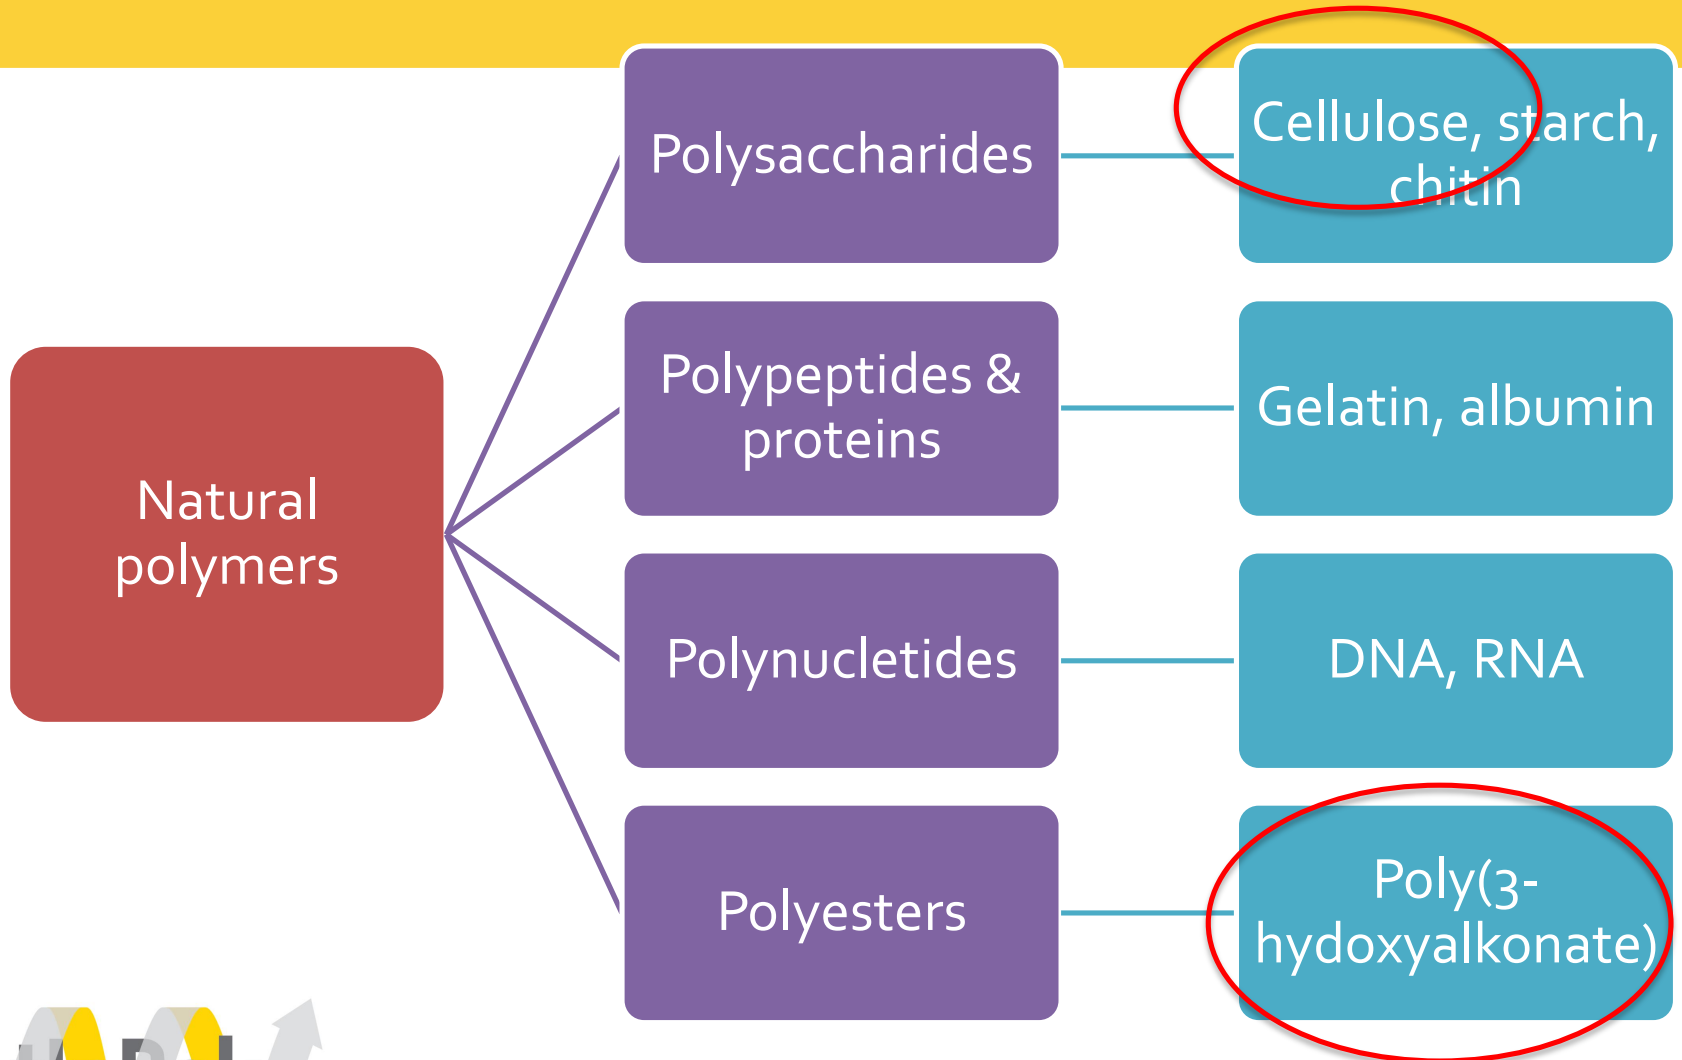 Polysaccharides
Cellulose, starch,
chitin
Polypeptides &
proteins
Gelatin, albumin
Natural
polymers
Polynucletides
DNA, RNA
Polyesters
Poly(3-
hydoxyalkonate)